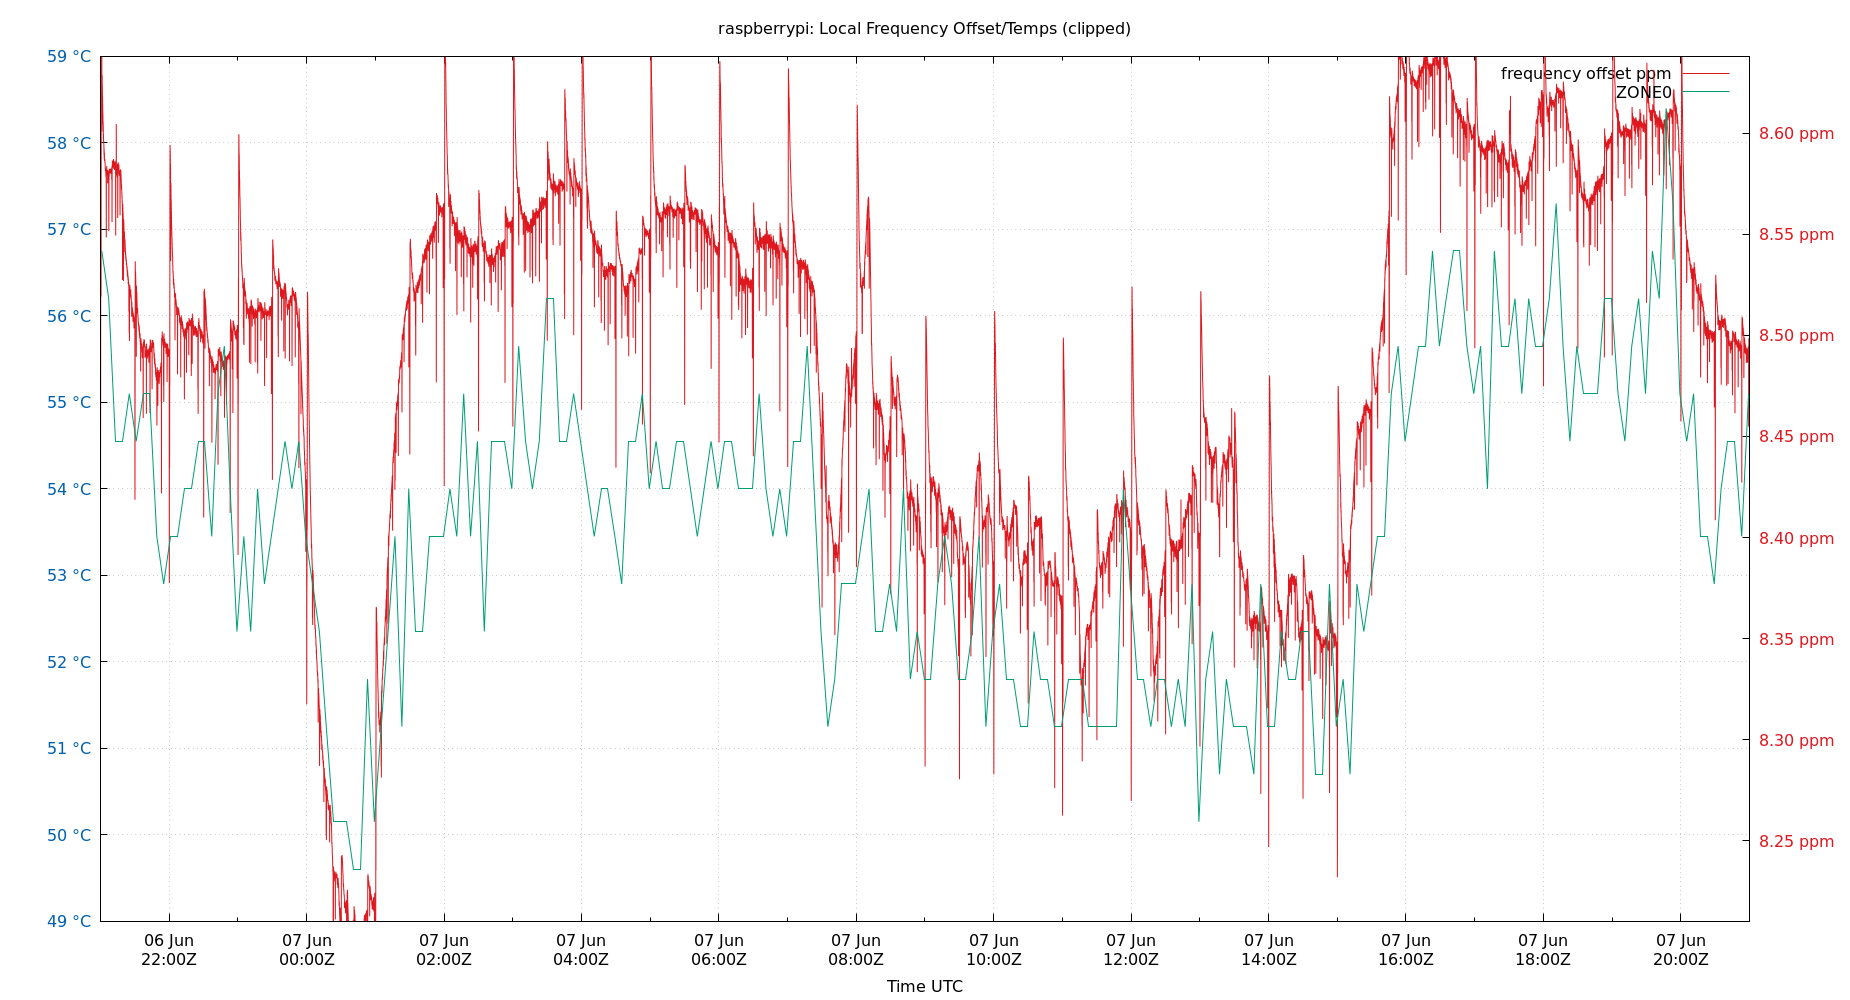 raspberrypi: Local Frequency Offset/Temps (clipped)
59 °C
58 °C
57 °C
56 °C
55 °C
54 °C
53 °C
52 °C
51 °C
50 °C
49 °C
frequency offset ppm
ZONE0
8.60 ppm
8.55 ppm
8.50 ppm
8.45 ppm
8.40 ppm
8.35 ppm
8.30 ppm
8.25 ppm
06 Jun
22:00Z
07 Jun
00:00Z
07 Jun
02:00Z
07 Jun
04:00Z
07 Jun
06:00Z
07 Jun
08:00Z
07 Jun
10:00Z
07 Jun
12:00Z
07 Jun
14:00Z
07 Jun
16:00Z
07 Jun
18:00Z
07 Jun
20:00Z
Time UTC